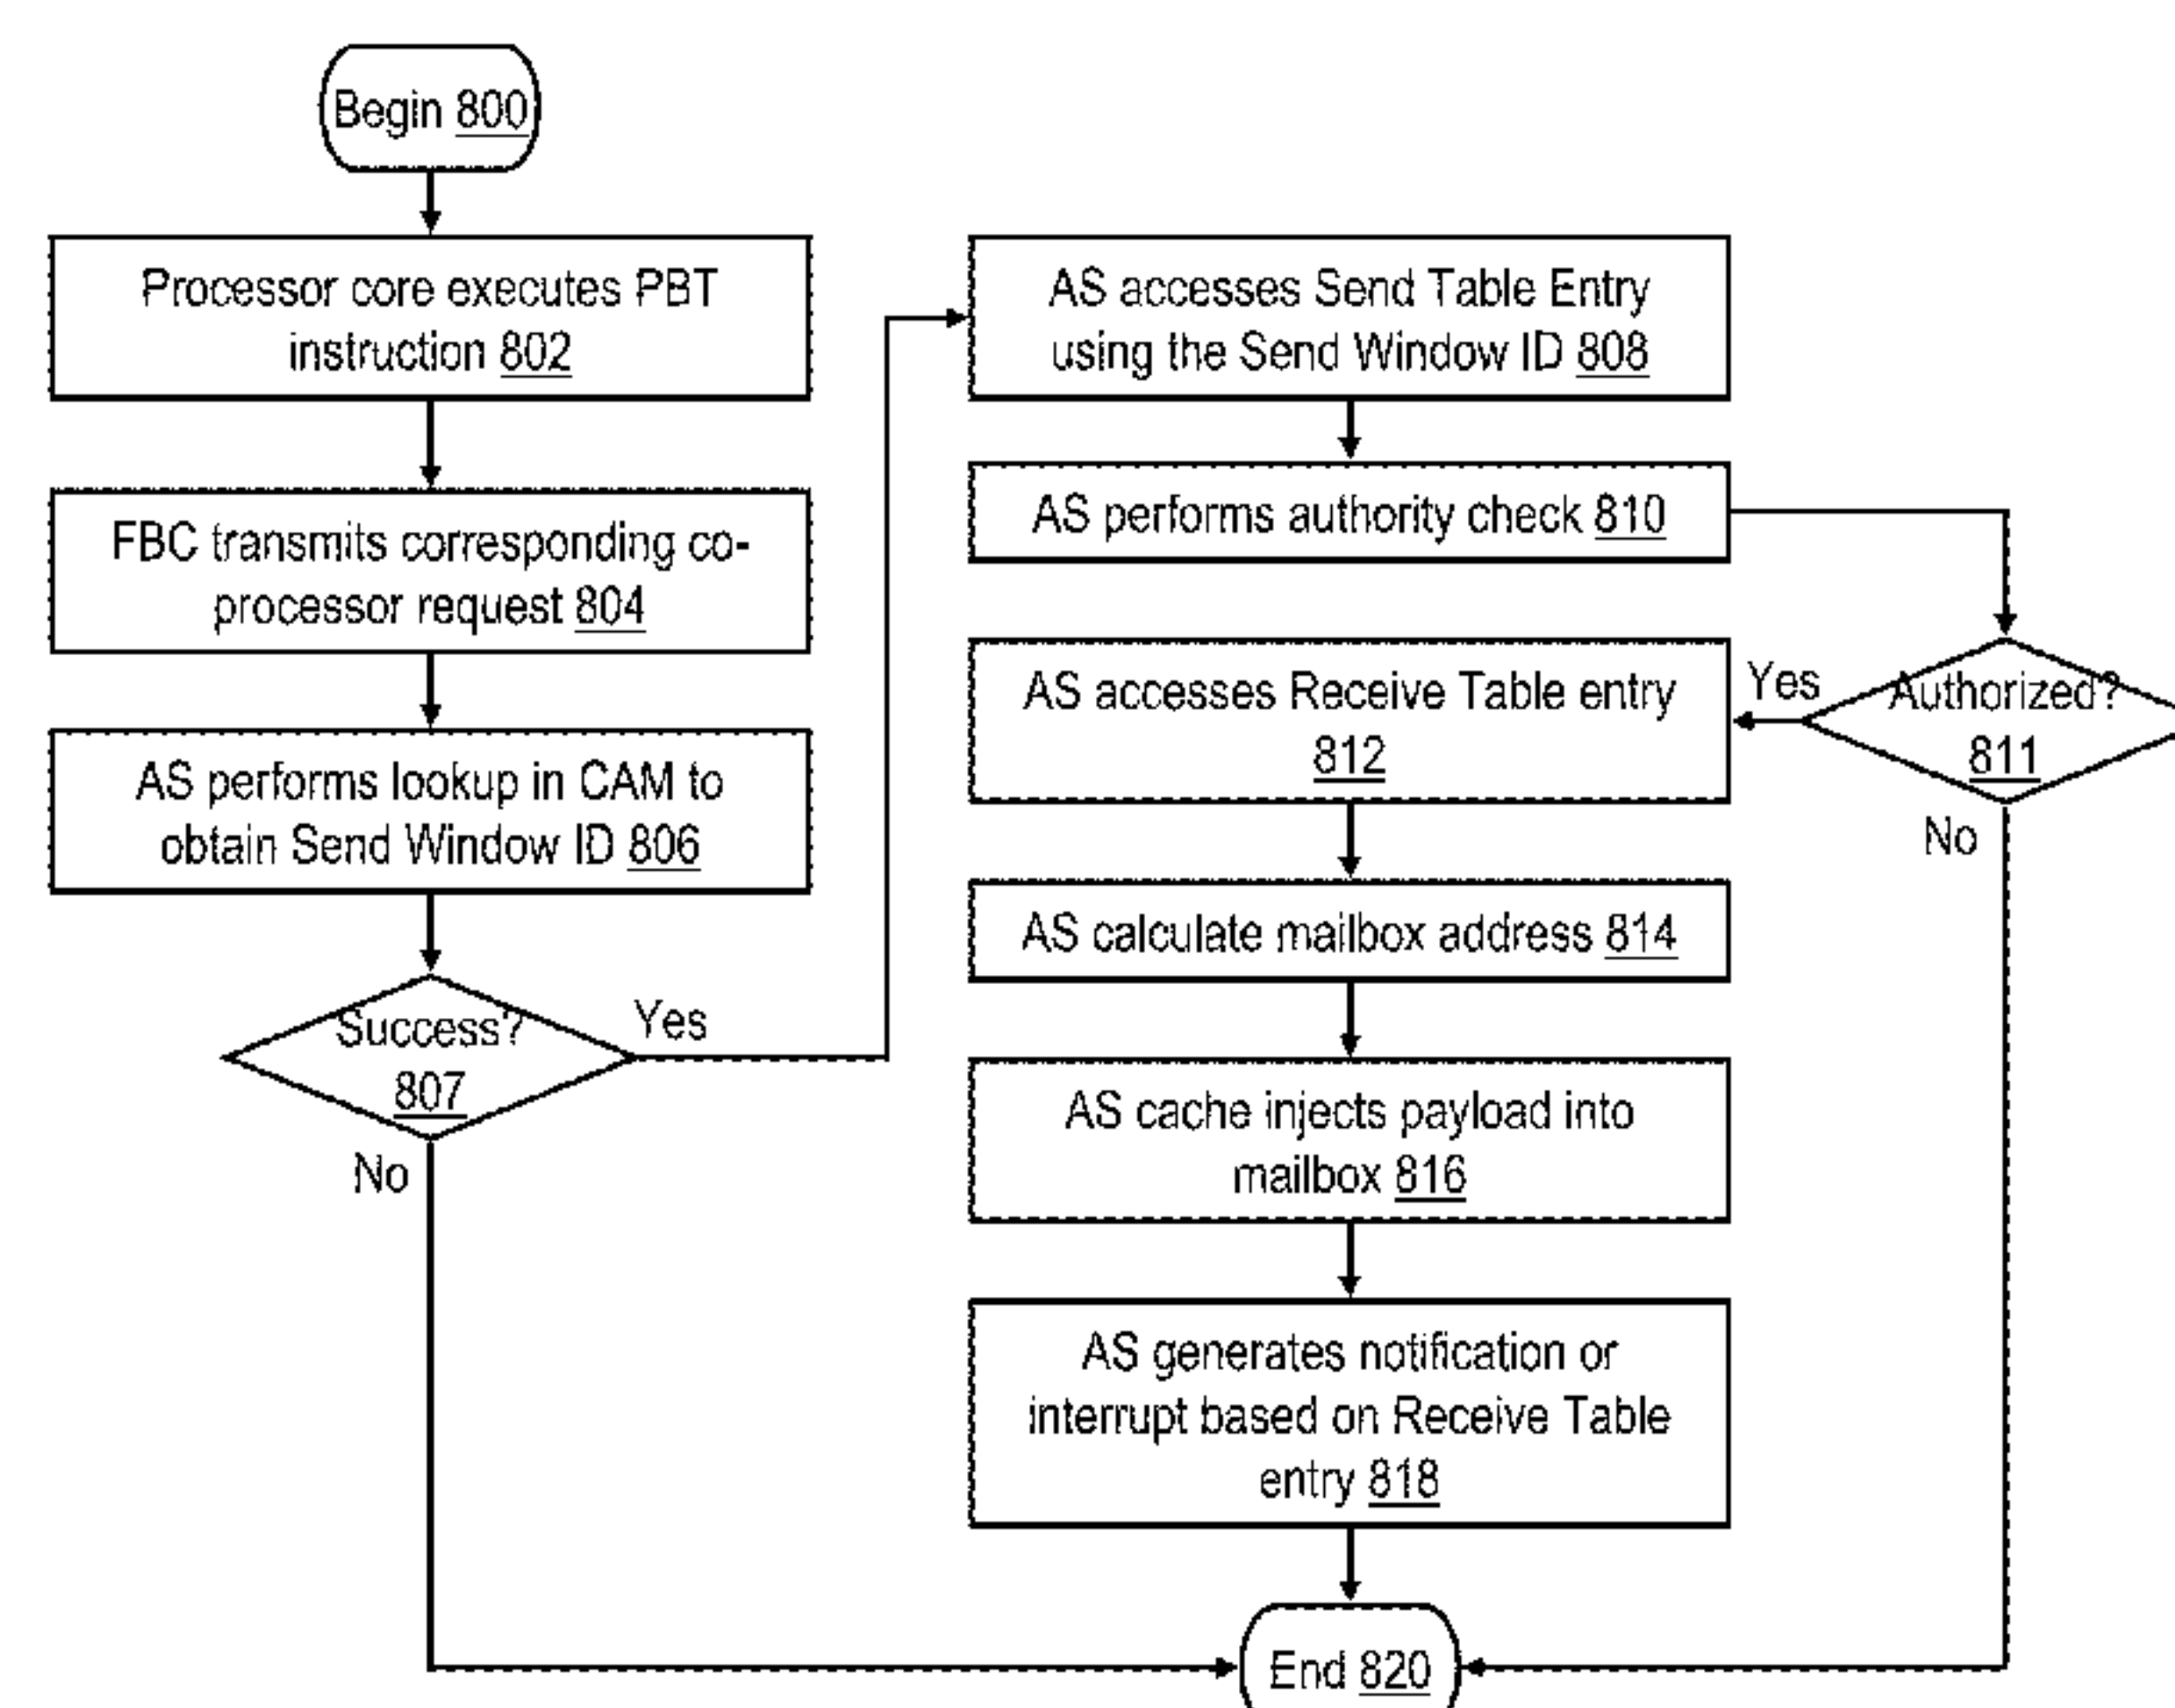 Begin 800
Processor core executes PBT
instruction 802
FBC transmits corresponding co-
processor request 804
AS performs lookup in CAM to
obtain Send Window ID 806
Success?
807
Yes
No
AS accesses Send Table Entry
using the Send Window ID 808
AS performs authority check 810
Authorized?
811
Yes
No
AS accesses Receive Table entry
812
AS calculate mailbox address 814
AS cache injects payload into
mailbox 816
AS generates notification or
interrupt based on Receive Table
entry 818
End 820